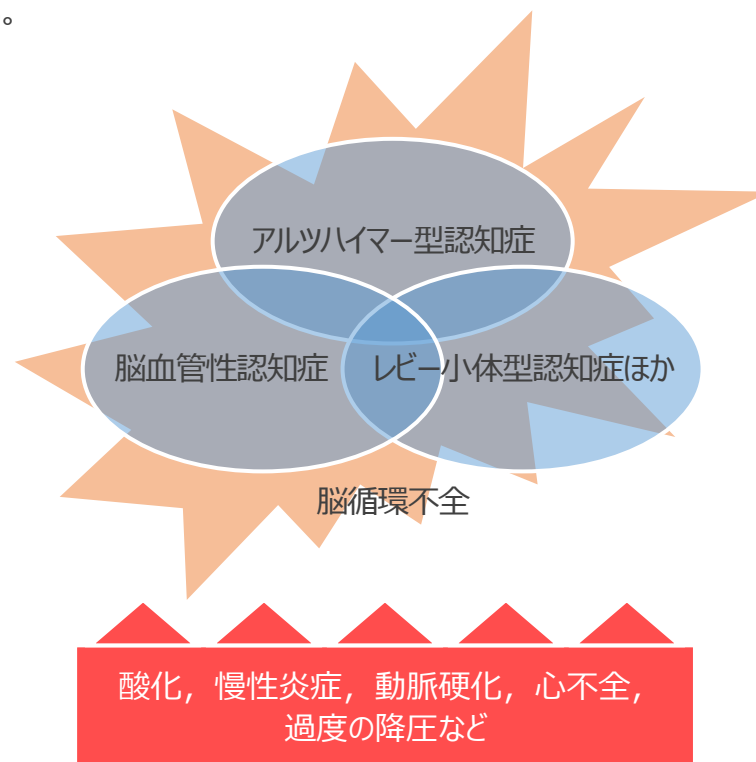 。
アルツハイマー型認知症
脳血管性認知症
レビー小体型認知症ほか
脳循環不全
酸化，慢性炎症，動脈硬化，心不全，
過度の降圧など